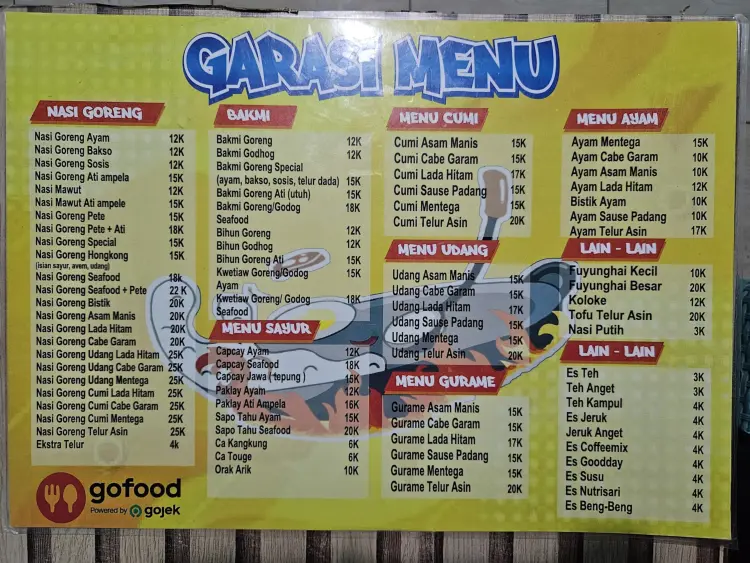 GARASI MENU
NASI GORENG
Nasi Goreng Ayam 12K
Nasi Goreng Bakso 12K
Nasi Goreng Sosis 12K
Nasi Goreng Ati ampela 15K
Nasi Mawut 12K
Nasi Mawut Ati ampele 15K
Nasi Goreng Pete 15K
Nasi Goreng Pete + Ati 18K
Nasi Goreng Special 15K
Nasi Goreng Hongkong 15K
(isian sayur, ayem, udang)
Nasi Goreng Seafood 18k
Nasi Goreng Seafood + Pete 22 K
Nasi Goreng Bistik 20K
Nasi Goreng Asam Manis 20K
Nasi Goreng Lada Hitam 20K
Nasi Goreng Cabe Garam 20K
Nasi Goreng Udang Lada Hitam 25K
Nasi Goreng Udang Cabe Garam 25K
Nasi Goreng Udang Mentega 25K
Nasi Goreng Cumi Lada Hitam 25K
Nasi Goreng Cumi Cabe Garam 25K
Nasi Goreng Cumi Mentega 25K
Nasi Goreng Telur Asin 25K
Ekstra Telur 4k
gofood
Powered by gojek
BAKMI
Bakmi Goreng 12K
Bakmi Godhog 12K
Bakmi Goreng Special
(ayam, bakso, sosis, telur dada) 15K
Bakmi Goreng Ati (utuh) 15K
Bakmi Goreng/Godog 18K
Seafood
Bihun Goreng 12K
Bihun Godhog 12K
Bihun Goreng Ati 15K
Kwetiaw Goreng/Godog 15K
Ayam
Kwetiaw Goreng/ Godog 18K
Seafood
MENU SAYUR
Capcay Ayam 12K
Capcay Seafood 18K
Capcay Jawa ( tepung ) 15K
Paklay Ayam 12K
Paklay Ati Ampela 16K
Sapo Tahu Ayam 15K
Sapo Tahu Seafood 20K
Ca Kangkung 6K
Ca Touge 6K
Orak Arik 10K
MENU CUMI
Cumi Asam Manis 15K
Cumi Cabe Garam 15K
Cumi Lada Hitam 17K
Cumi Sause Padang 15K
Cumi Mentega 15K
Cumi Telur Asin 20K
MENU UDANG
Udang Asam Manis 15K
Udang Cabe Garam 15K
Udang Lada Hitam 17K
Udang Sause Padang 15K
Udang Mentega 15K
Udang Telur Asin 20K
MENU GURAME
Gurame Asam Manis 15K
Gurame Cabe Garam 15K
Gurame Lada Hitam 17K
Gurame Sause Padang 15K
Gurame Mentega 15K
Gurame Telur Asin 20K
MENU AYAM
Ayam Mentega 15K
Ayam Cabe Garam 10K
Ayam Asam Manis 10K
Ayam Lada Hitam 12K
Bistik Ayam 10K
Ayam Sause Padang 10K
Ayam Telur Asin 17K
LAIN - LAIN
Fuyunghai Kecil 10K
Fuyunghai Besar 20K
Koloke 12K
Tofu Telur Asin 20K
Nasi Putih 3K
LAIN - LAIN
Es Teh 3K
Teh Anget 3K
Teh Kampul 4K
Es Jeruk 4K
Jeruk Anget 4K
Es Coffeemix 4K
Es Goodday 4K
Es Susu 4K
Es Nutrisari 4K
Es Beng-Beng 4K